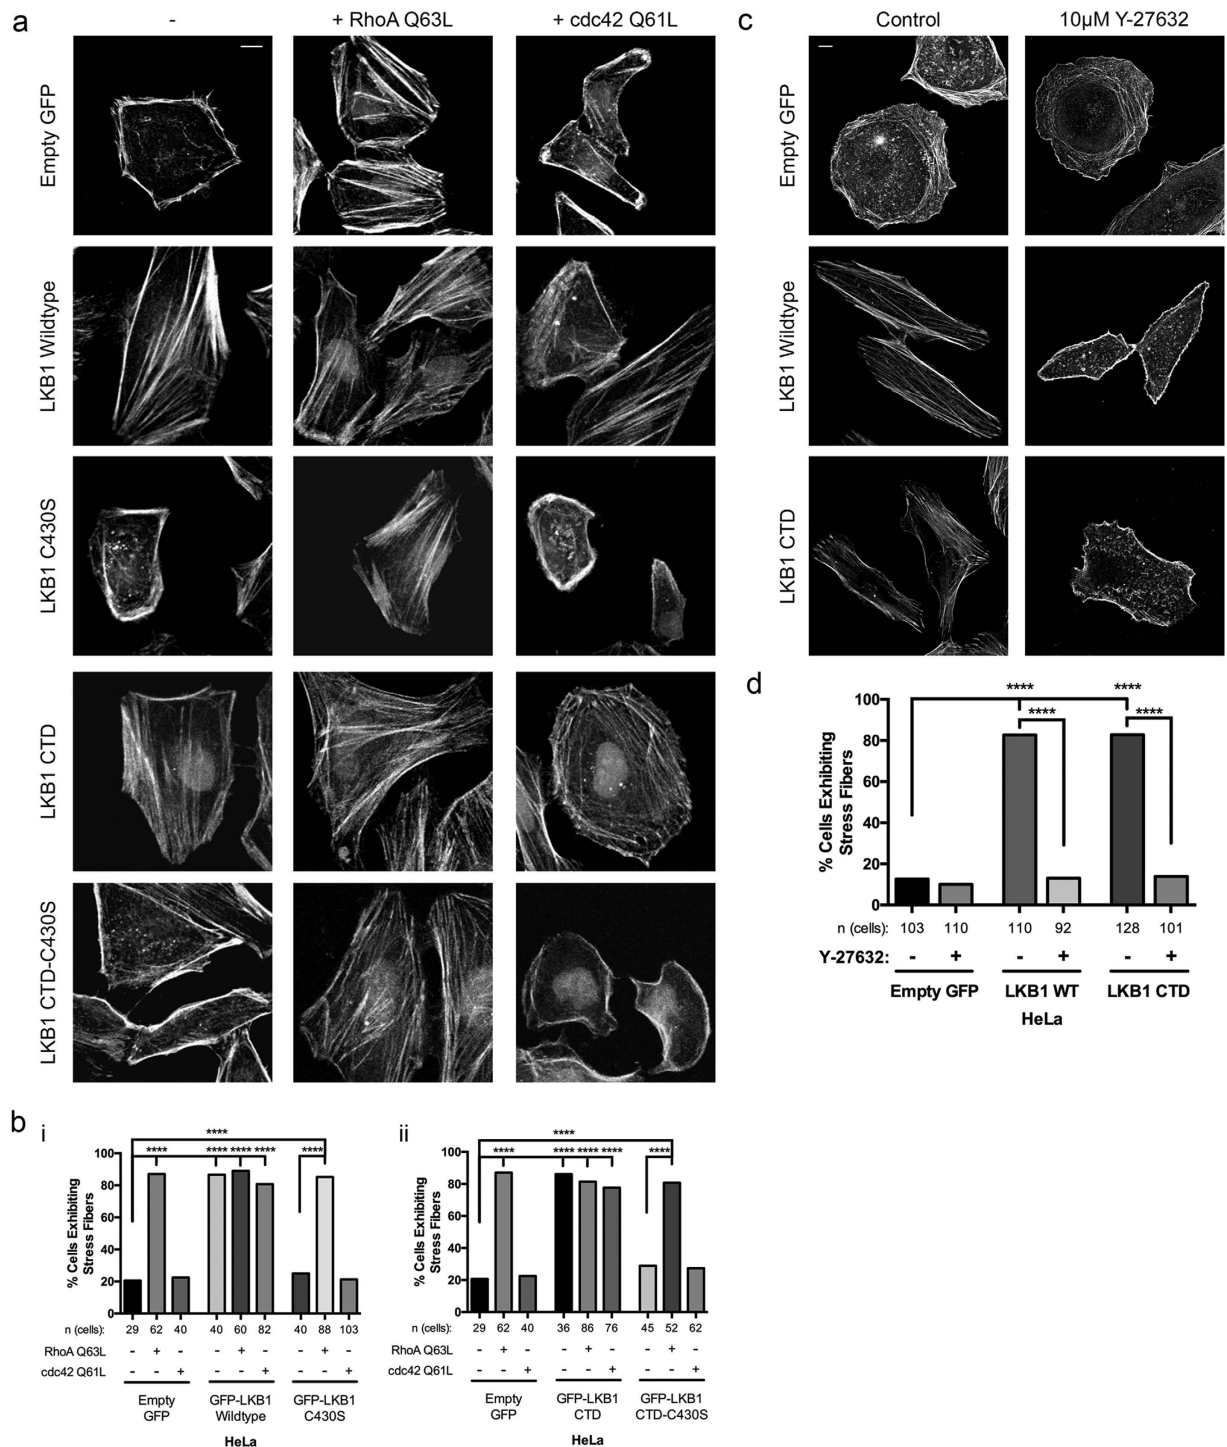 a
- + RhoA Q63L + cdc42 Q61L
Empty GFP
LKB1 Wildtype
LKB1 C430S
LKB1 CTD
LKB1 CTD-C430S
c
Control 10µM Y-27632
Empty GFP
LKB1 Wildtype
LKB1 CTD
d
% Cells Exhibiting
Stress Fibers
100
80
60
40
20
0
**** ****
**** ****
n (cells): 103 110 110 92 128 101
Y-27632: - + - + - +
Empty GFP LKB1 WT LKB1 CTD
HeLa
b
i
% Cells Exhibiting
Stress Fibers
100
80
60
40
20
0
****
**** **** **** **** ****
n (cells): 29 62 40 40 60 82 40 88 103
RhoA Q63L - + - - + - - + -
cdc42 Q61L - - + - - + - - +
Empty GFP-LKB1 GFP-LKB1
GFP Wildtype C430S
HeLa
ii
% Cells Exhibiting
Stress Fibers
100
80
60
40
20
0
****
**** **** **** **** ****
n (cells): 29 62 40 36 86 76 45 52 62
RhoA Q63L - + - - + - - + -
cdc42 Q61L - - + - - + - - +
Empty GFP-LKB1 GFP-LKB1
GFP CTD CTD-C430S
HeLa